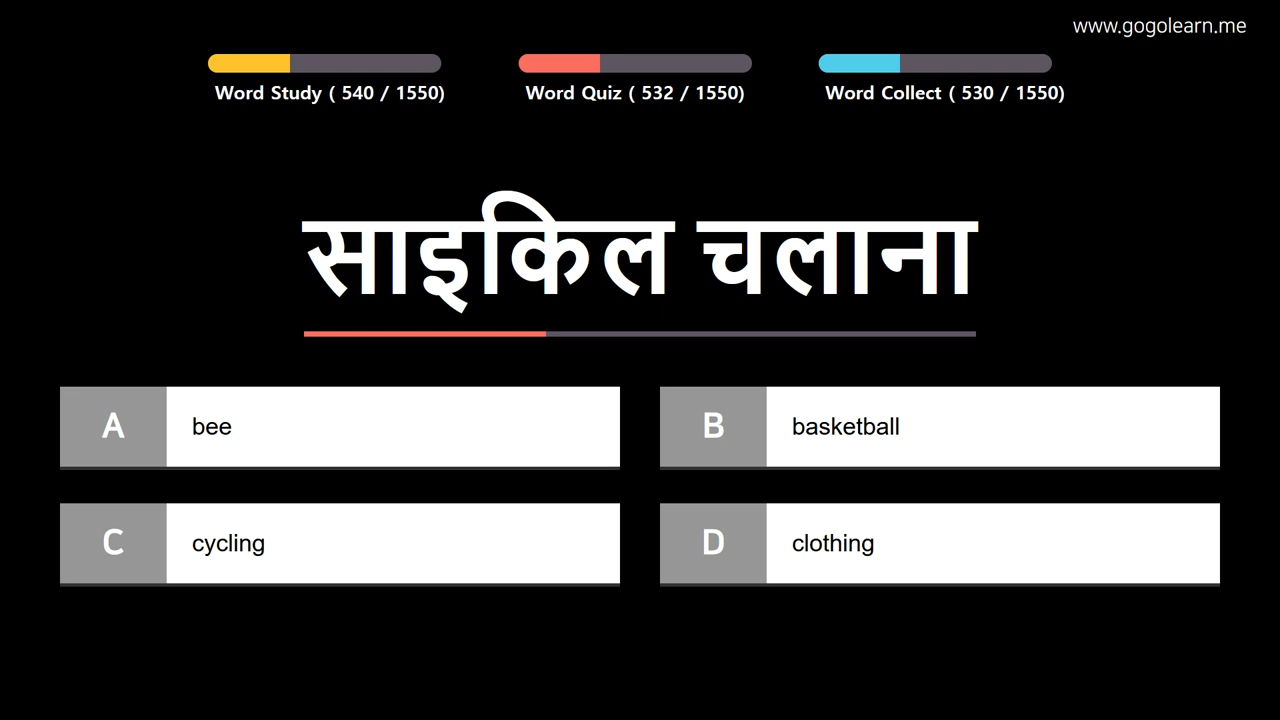 www.gogolearn.me
Word Study ( 540 / 1550)
Word Quiz ( 532 / 1550)
Word Collect ( 530 / 1550)
साइकिल चलाना
A bee
B basketball
C cycling
D clothing